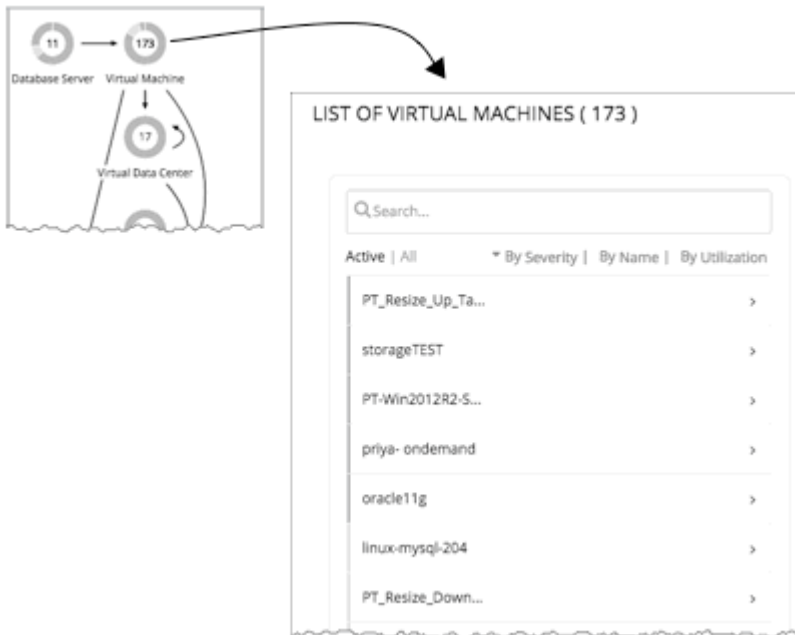 11
173
Database Server
Virtual Machine
17
Virtual Data Center
LIST OF VIRTUAL MACHINES ( 173 )
Search...
Active | All
By Severity | By Name | By Utilization
PT_Resize_Up_Ta...
storageTEST
PT-Win2012R2-S...
priya- ondemand
oracle11g
linux-mysql-204
PT_Resize_Down...